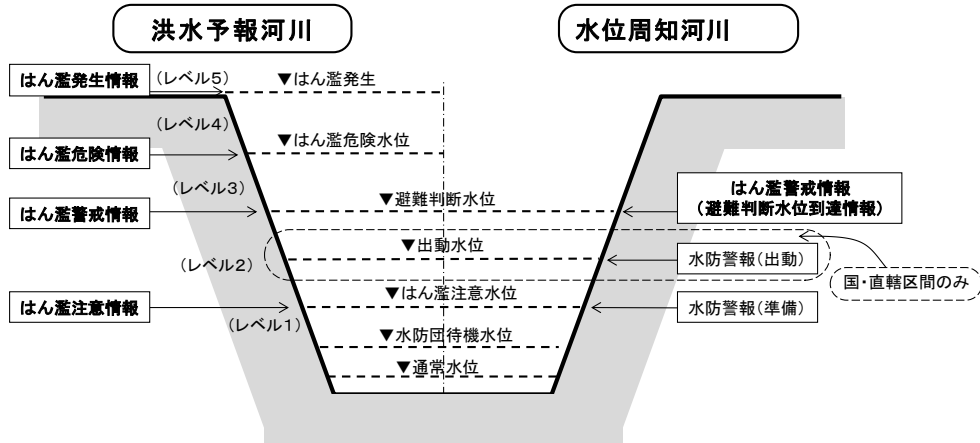 洪水予報河川
水位周知河川
はん濫発生情報
(レベル5)
▼はん濫発生
(レベル4)
はん濫危険情報
▼はん濫危険水位
(レベル3)
はん濫警戒情報
▼避難判断水位
はん濫警戒情報
(避難判断水位到達情報)
(レベル2)
▼出動水位
水防警報(出動)
国・直轄区間のみ
はん濫注意情報
▼はん濫注意水位
水防警報(準備)
(レベル1)
▼水防団待機水位
▼通常水位